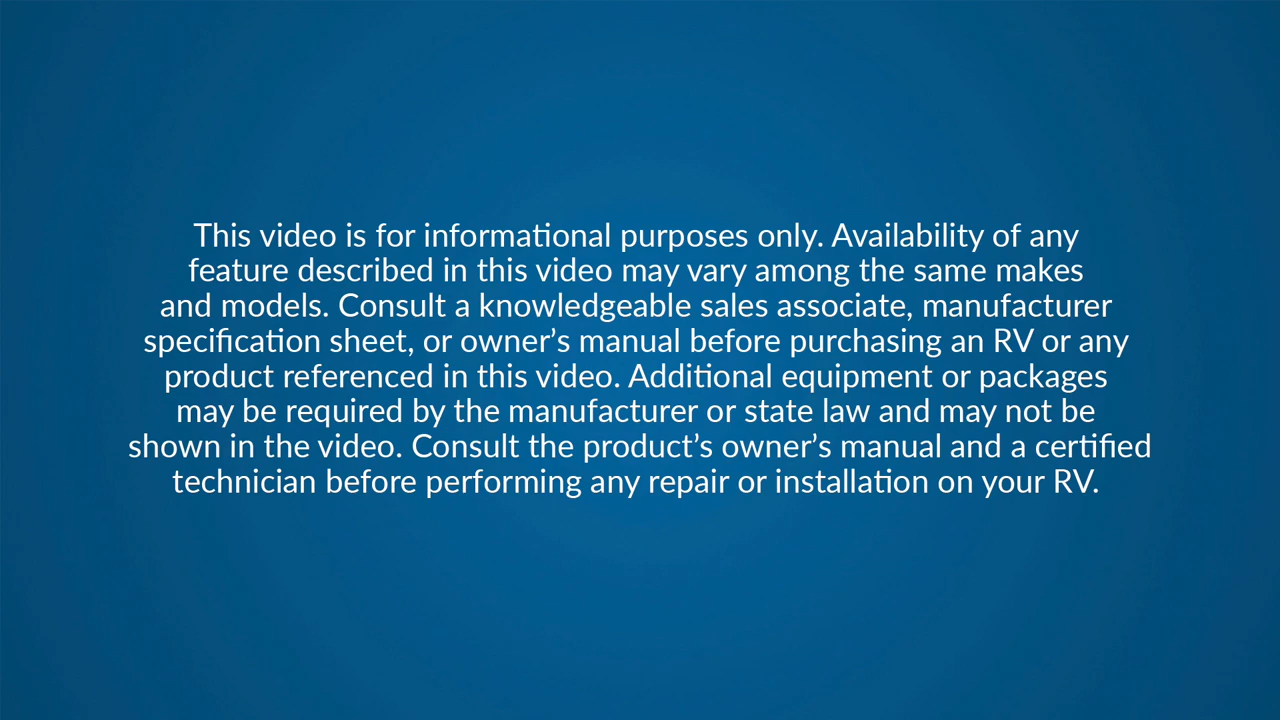 This video is for informational purposes only. Availability of any
feature described in this video may vary among the same makes
and models. Consult a knowledgeable sales associate, manufacturer
specification sheet, or owner’s manual before purchasing an RV or any
product referenced in this video. Additional equipment or packages
may be required by the manufacturer or state law and may not be
shown in the video. Consult the product’s owner’s manual and a certified
technician before performing any repair or installation on your RV.